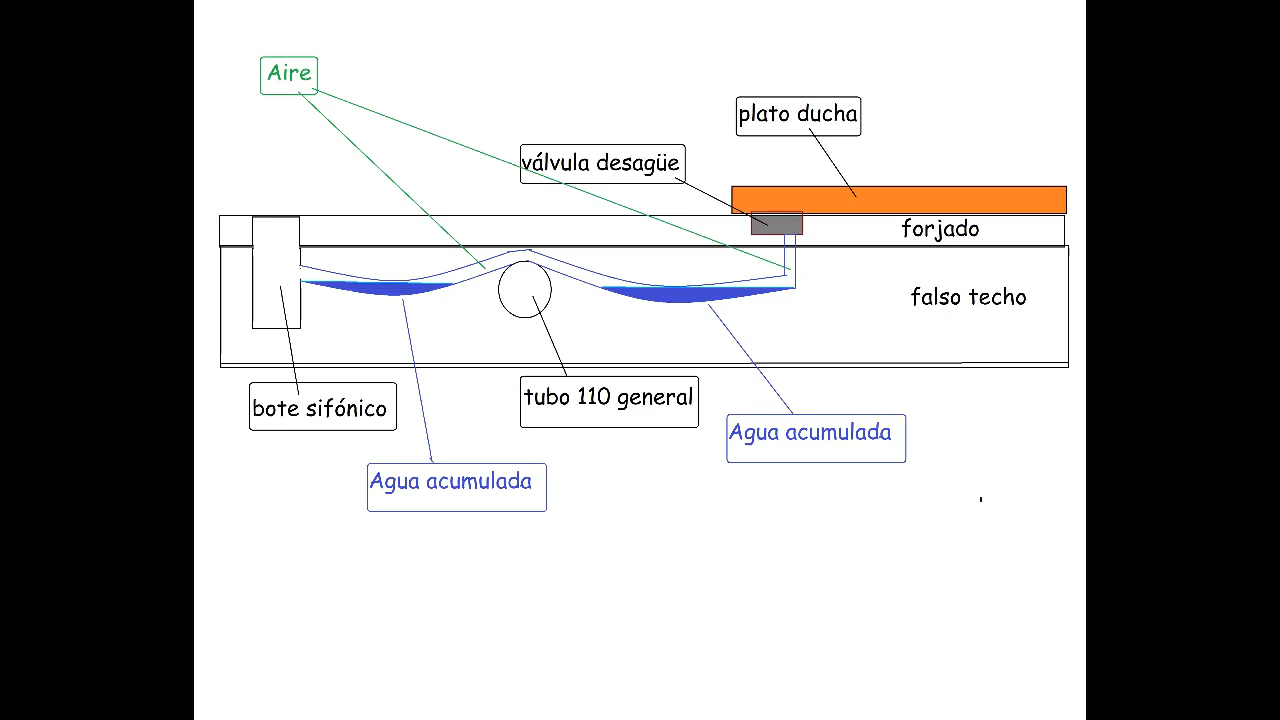 Aire
plato ducha
válvula desagüe
forjado
falso techo
bote sifónico
tubo 110 general
Agua acumulada
Agua acumulada